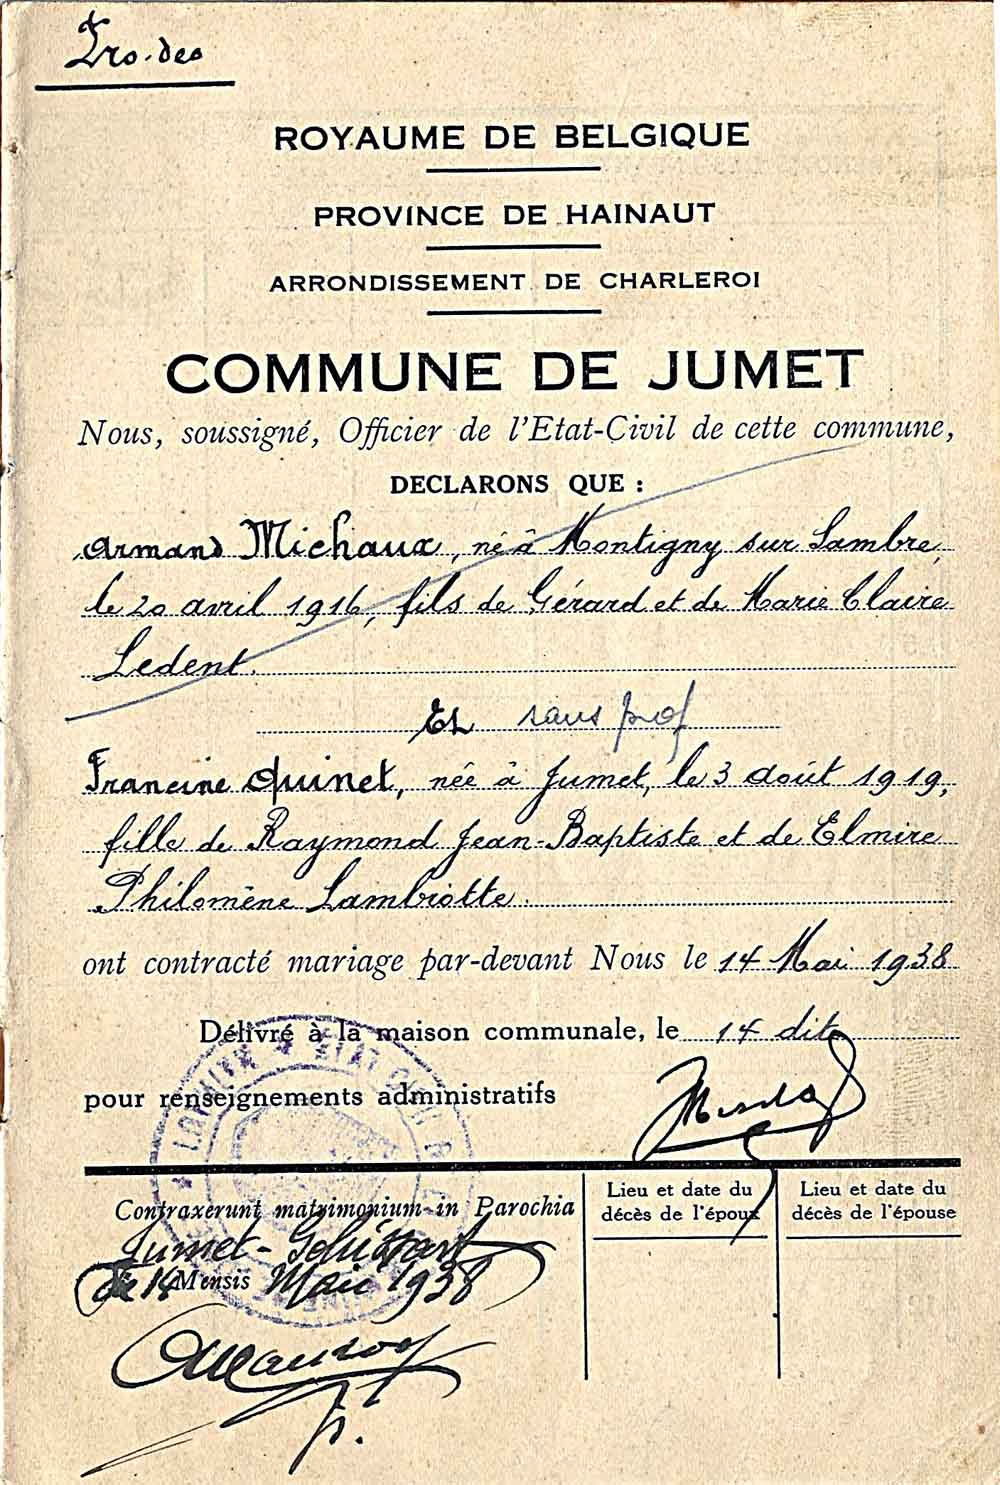 ROYAUME DE BELGIQUE
PROVINCE DE HAINAUT
ARRONDISSEMENT DE CHARLEROI
COMMUNE DE JUMET
Nous, soussigné, Officier de l'Etat-Civil de cette commune,
DECLARONS QUE :
Armand Michaux, né à Montigny sur Sambre,
le 20 avril 1916, fils de Gérard et de Marie Claire
Ledent.
Et sans prof
Francine Quinet, née à Jumet, le 3 août 1919,
fille de Raymond Jean-Baptiste et de Elmire
Philomène Lambiotte.
ont contracté mariage par-devant Nous le 14 Mai 1938
Délivré à la maison communale, le 14 dito
pour renseignements administratifs
Contraxerunt matrimonium in Parochia
Jumet-Gohissart
Die 14 Mensis Maii 1938
Lieu et date du
décès de l'époux
Lieu et date du
décès de l'épouse